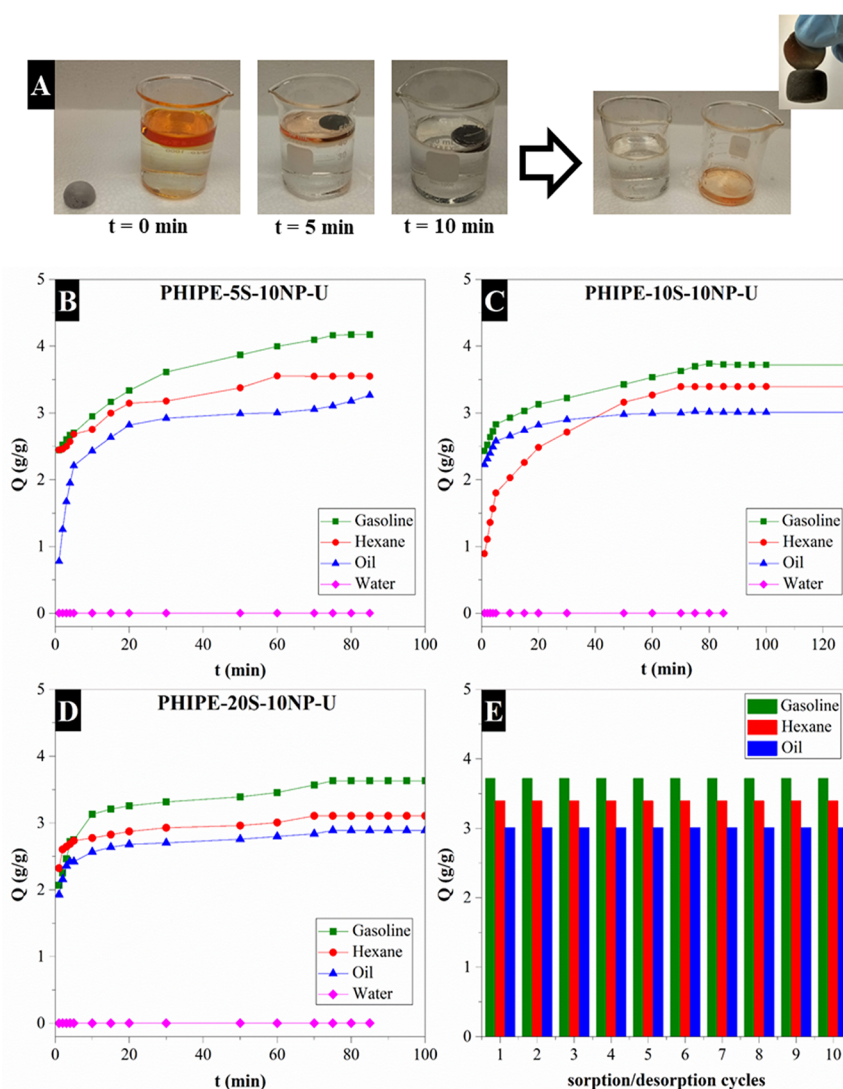 A
t = 0 min
t = 5 min
t = 10 min
B
PHIPE-5S-10NP-U
5
4
3
2
1
0
Q (g/g)
Gasoline
Hexane
Oil
Water
0 20 40 60 80 100
t (min)
C
PHIPE-10S-10NP-U
5
4
3
2
1
0
Q (g/g)
Gasoline
Hexane
Oil
Water
0 20 40 60 80 100 120
t (min)
D
PHIPE-20S-10NP-U
5
4
3
2
1
0
Q (g/g)
Gasoline
Hexane
Oil
Water
0 20 40 60 80 100
t (min)
E
5
4
3
2
1
0
Q (g/g)
Gasoline
Hexane
Oil
1 2 3 4 5 6 7 8 9 10
sorption/desorption cycles